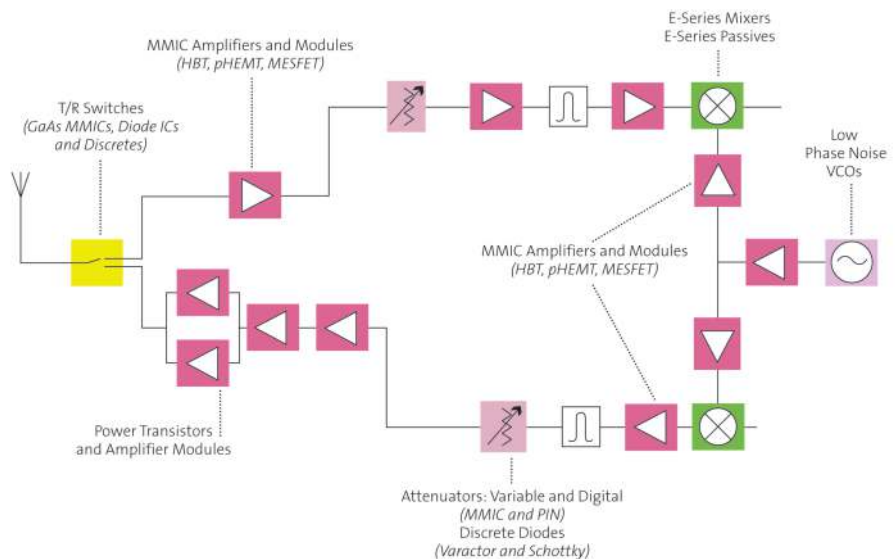 MMIC Amplifiers and Modules
(HBT, pHEMT, MESFET)
E-Series Mixers
E-Series Passives
T/R Switches
(GaAs MMICs, Diode ICs
and Discretes)
Low
Phase Noise
VCOs
MMIC Amplifiers and Modules
(HBT, pHEMT, MESFET)
Power Transistors
and Amplifier Modules
Attenuators: Variable and Digital
(MMIC and PIN)
Discrete Diodes
(Varactor and Schottky)